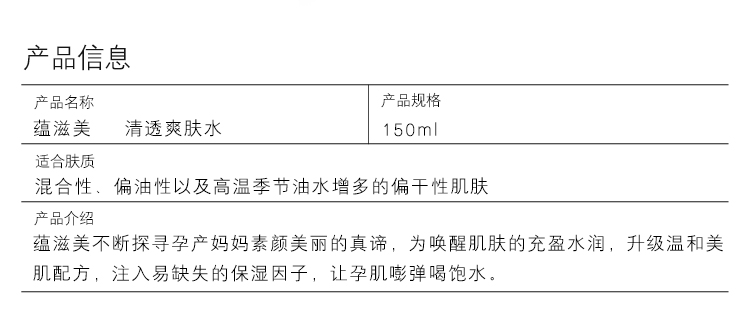 产品信息
产品名称
产品规格
蕴滋美 清透爽肤水
150ml
适合肤质
混合性、偏油性以及高温季节油水增多的偏干性肌肤
产品介绍
蕴滋美不断探寻孕产妈妈素颜美丽的真谛，为唤醒肌肤的充盈水润，升级温和美
肌配方，注入易缺失的保湿因子，让孕肌嘭弹喝饱水。